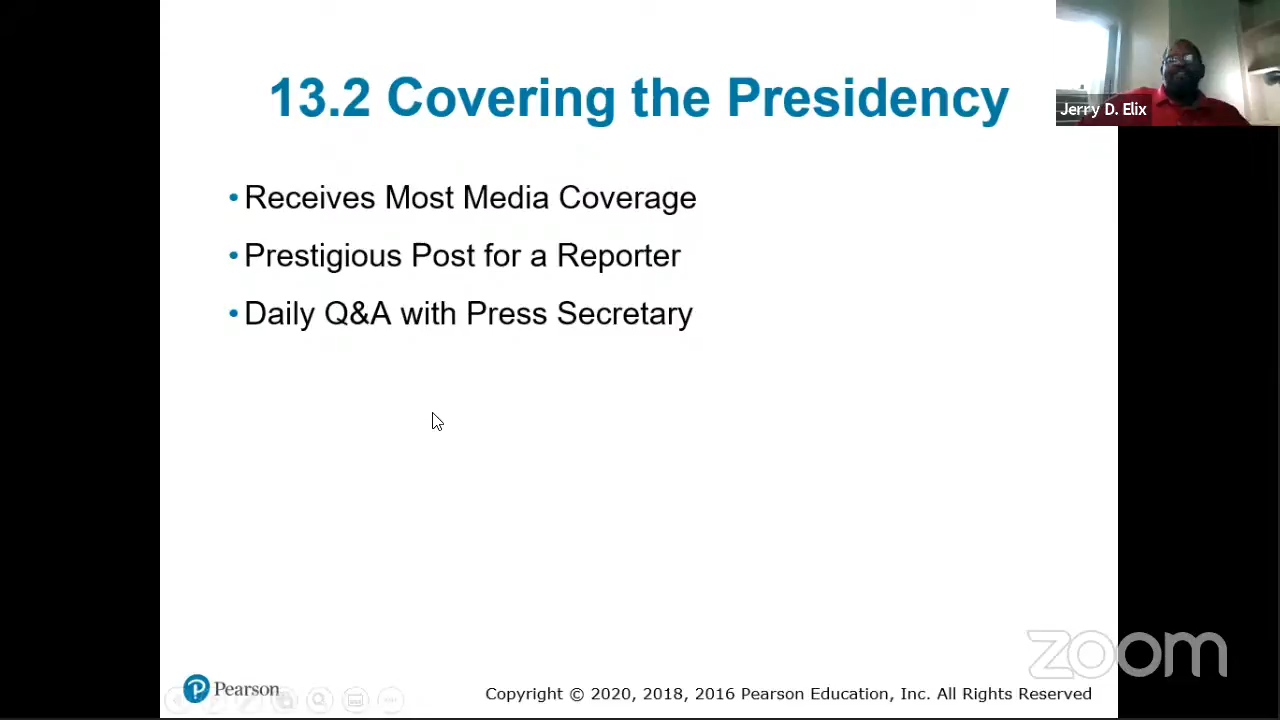 13.2 Covering the Presidency
Jerry D. Elix
•Receives Most Media Coverage
•Prestigious Post for a Reporter
•Daily Q&A with Press Secretary
zoom
Pearson
Copyright © 2020, 2018, 2016 Pearson Education, Inc. All Rights Reserved